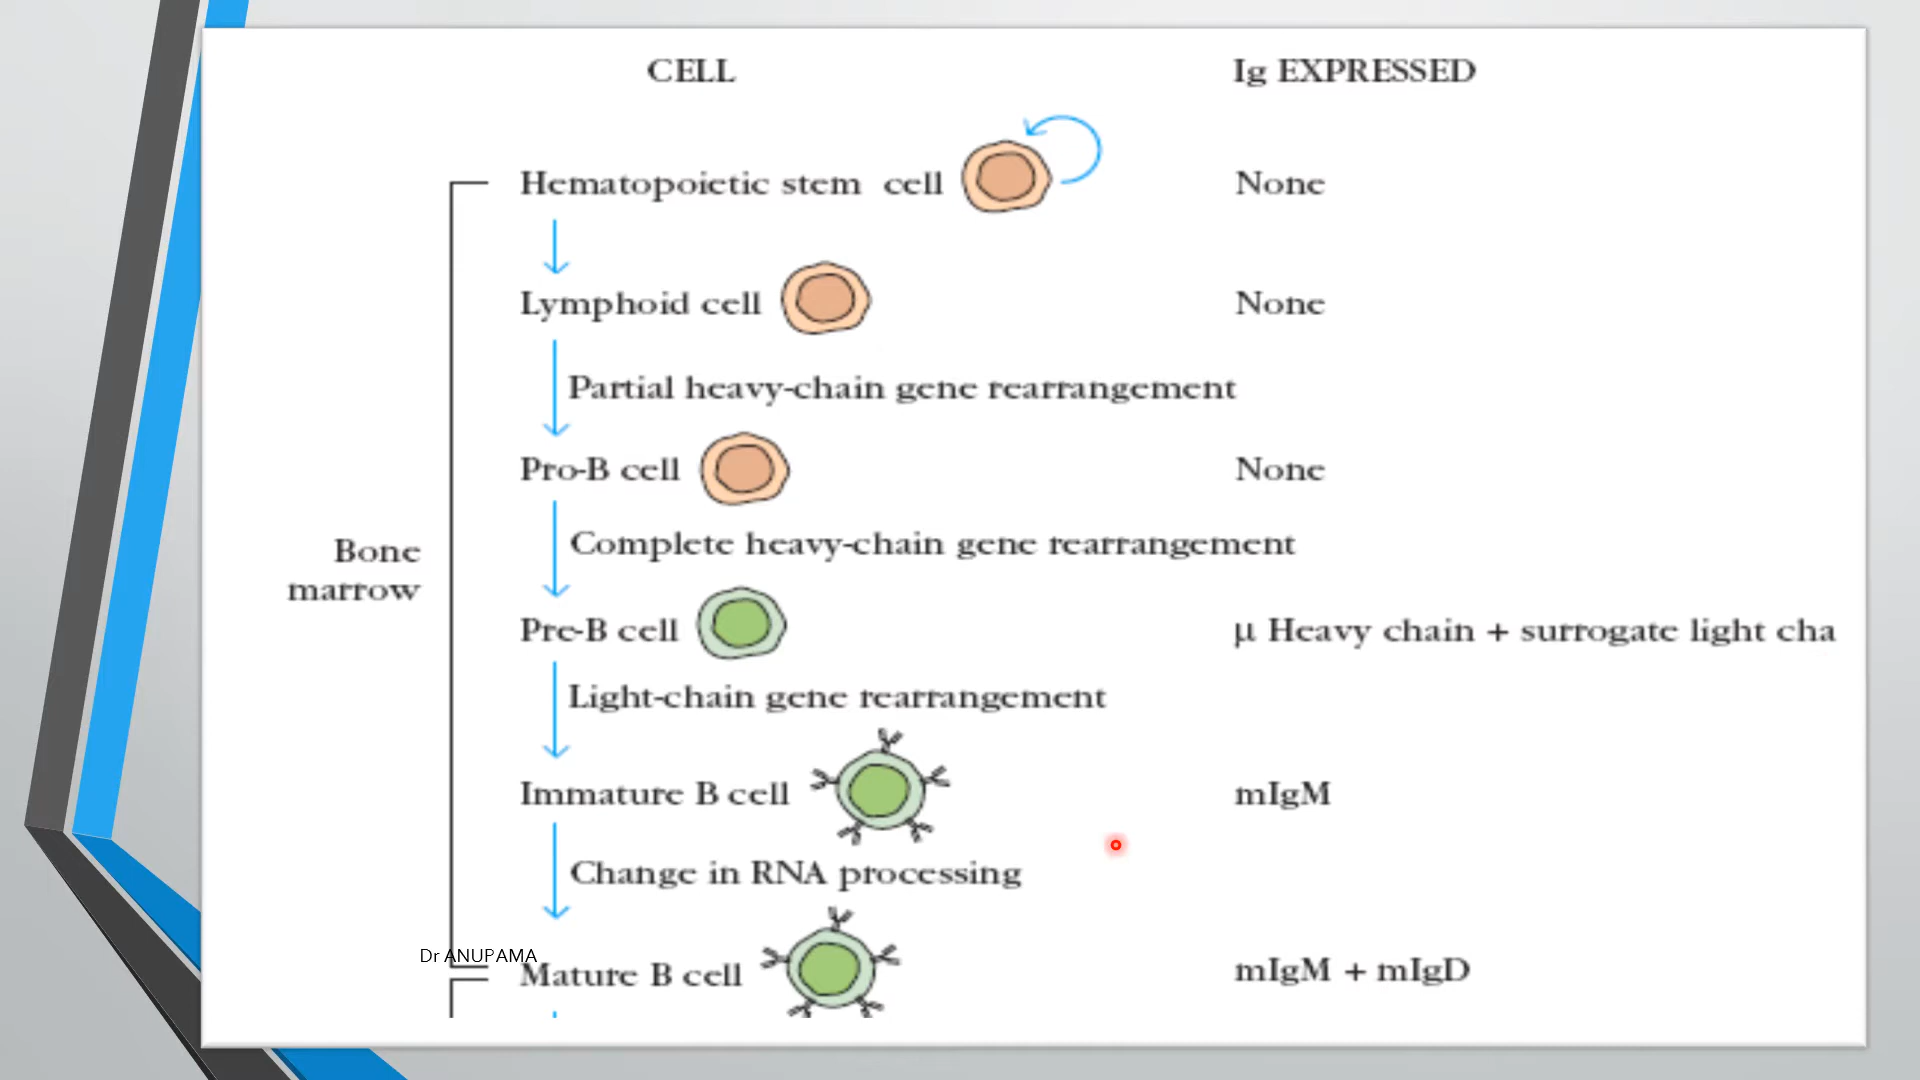 CELL Ig EXPRESSED
Hematopoietic stem cell None
Lymphoid cell None
Partial heavy-chain gene rearrangement
Pro-B cell None
Complete heavy-chain gene rearrangement
Bone
marrow
Pre-B cell μ Heavy chain + surrogate light cha
Light-chain gene rearrangement
Immature B cell mIgM
Change in RNA processing
Dr ANUPAMA
Mature B cell mIgM + mIgD